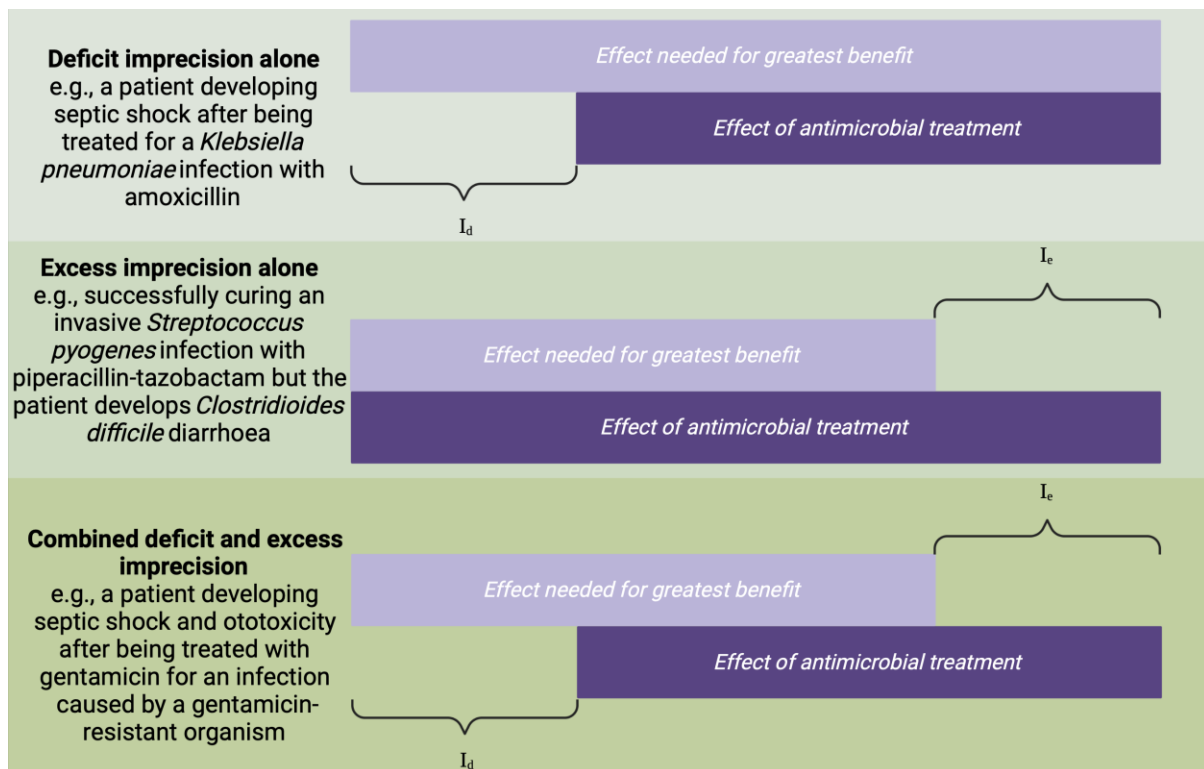 Deficit imprecision alone
e.g., a patient developing
septic shock after being
treated for a Klebsiella
pneumoniae infection with
amoxicillin
Effect needed for greatest benefit
Effect of antimicrobial treatment
I_d
Excess imprecision alone
e.g., successfully curing an
invasive Streptococcus
pyogenes infection with
piperacillin-tazobactam but the
patient develops Clostridioides
difficile diarrhoea
I_e
Effect needed for greatest benefit
Effect of antimicrobial treatment
Combined deficit and excess
imprecision
e.g., a patient developing
septic shock and ototoxicity
after being treated with
gentamicin for an infection
caused by a gentamicin-
resistant organism
I_e
Effect needed for greatest benefit
Effect of antimicrobial treatment
I_d